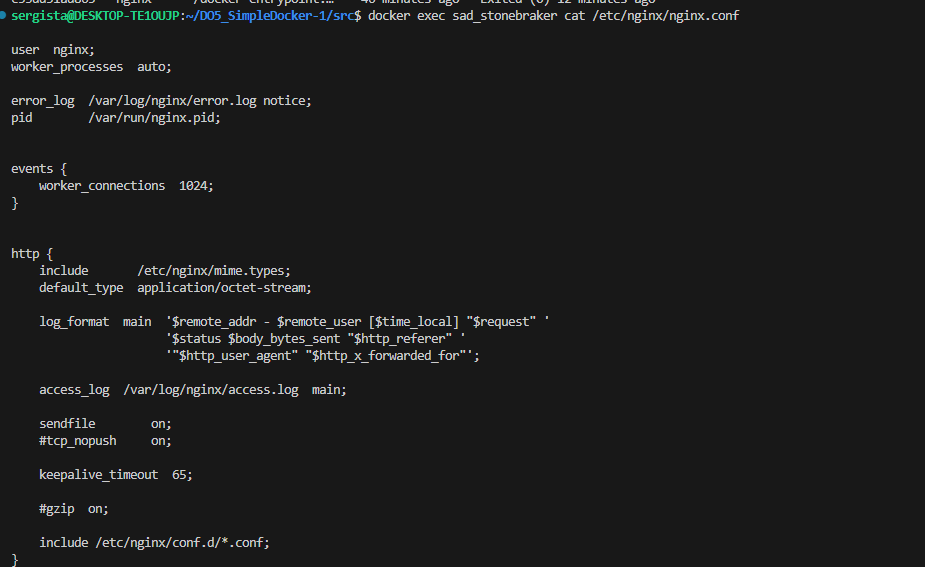 sergista@DESKTOP-TE1OUJP:~/DO5_SimpleDocker-1/src$ docker exec sad_stonebraker cat /etc/nginx/nginx.conf
user  nginx;
worker_processes  auto;
error_log  /var/log/nginx/error.log notice;
pid        /var/run/nginx.pid;
events {
    worker_connections  1024;
}
http {
    include       /etc/nginx/mime.types;
    default_type  application/octet-stream;
    log_format  main  '$remote_addr - $remote_user [$time_local] "$request" '
                      '$status $body_bytes_sent "$http_referer" '
                      '"$http_user_agent" "$http_x_forwarded_for"';
    access_log  /var/log/nginx/access.log  main;
    sendfile        on;
    #tcp_nopush     on;
    keepalive_timeout  65;
    #gzip  on;
    include /etc/nginx/conf.d/*.conf;
}